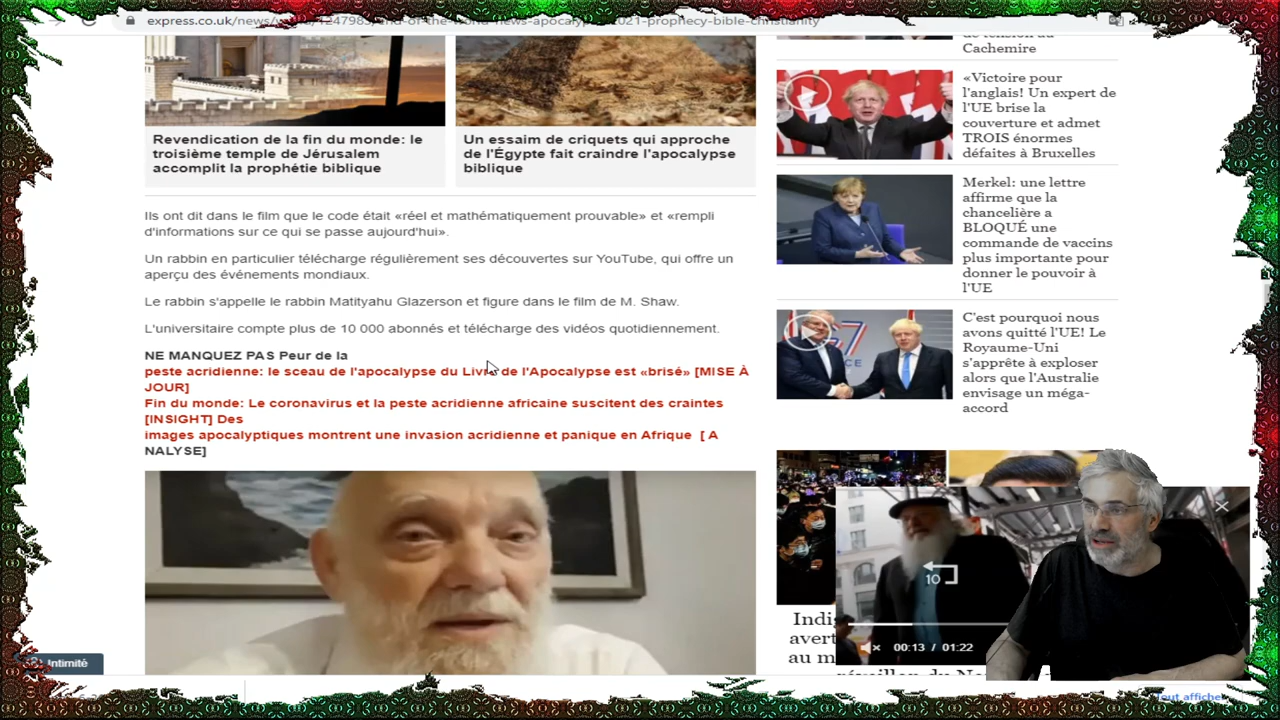 express.co.uk/news/
2021-prophecy-bible-christianity
Revendication de la fin du monde: le
troisième temple de Jérusalem
accomplit la prophétie biblique
Un essaim de criquets qui approche
de l'Égypte fait craindre l'apocalypse
biblique
Ils ont dit dans le film que le code était «réel et mathématiquement prouvable» et «rempli
d'informations sur ce qui se passe aujourd'hui».
Un rabbin en particulier télécharge régulièrement ses découvertes sur YouTube, qui offre un
aperçu des événements mondiaux.
Le rabbin s'appelle le rabbin Matityahu Glazerson et figure dans le film de M. Shaw.
L'universitaire compte plus de 10 000 abonnés et télécharge des vidéos quotidiennement.
NE MANQUEZ PAS Peur de la
peste acridienne: le sceau de l'apocalypse du Livre de l'Apocalypse est «brisé» [MISE À
JOUR]
Fin du monde: Le coronavirus et la peste acridienne africaine suscitent des craintes
[INSIGHT] Des
images apocalyptiques montrent une invasion acridienne et panique en Afrique [ A
NALYSE]
Intimité
de tension au
Cachemire
«Victoire pour
l'anglais! Un expert de
l'UE brise la
couverture et admet
TROIS énormes
défaites à Bruxelles
Merkel: une lettre
affirme que la
chancelière a
BLOQUÉ une
commande de vaccins
plus importante pour
donner le pouvoir à
l'UE
C'est pourquoi nous
avons quitté l'UE! Le
Royaume-Uni
s'apprête à exploser
alors que l'Australie
envisage un méga-
accord
10
00:13 / 01:22
au m
réveillon du